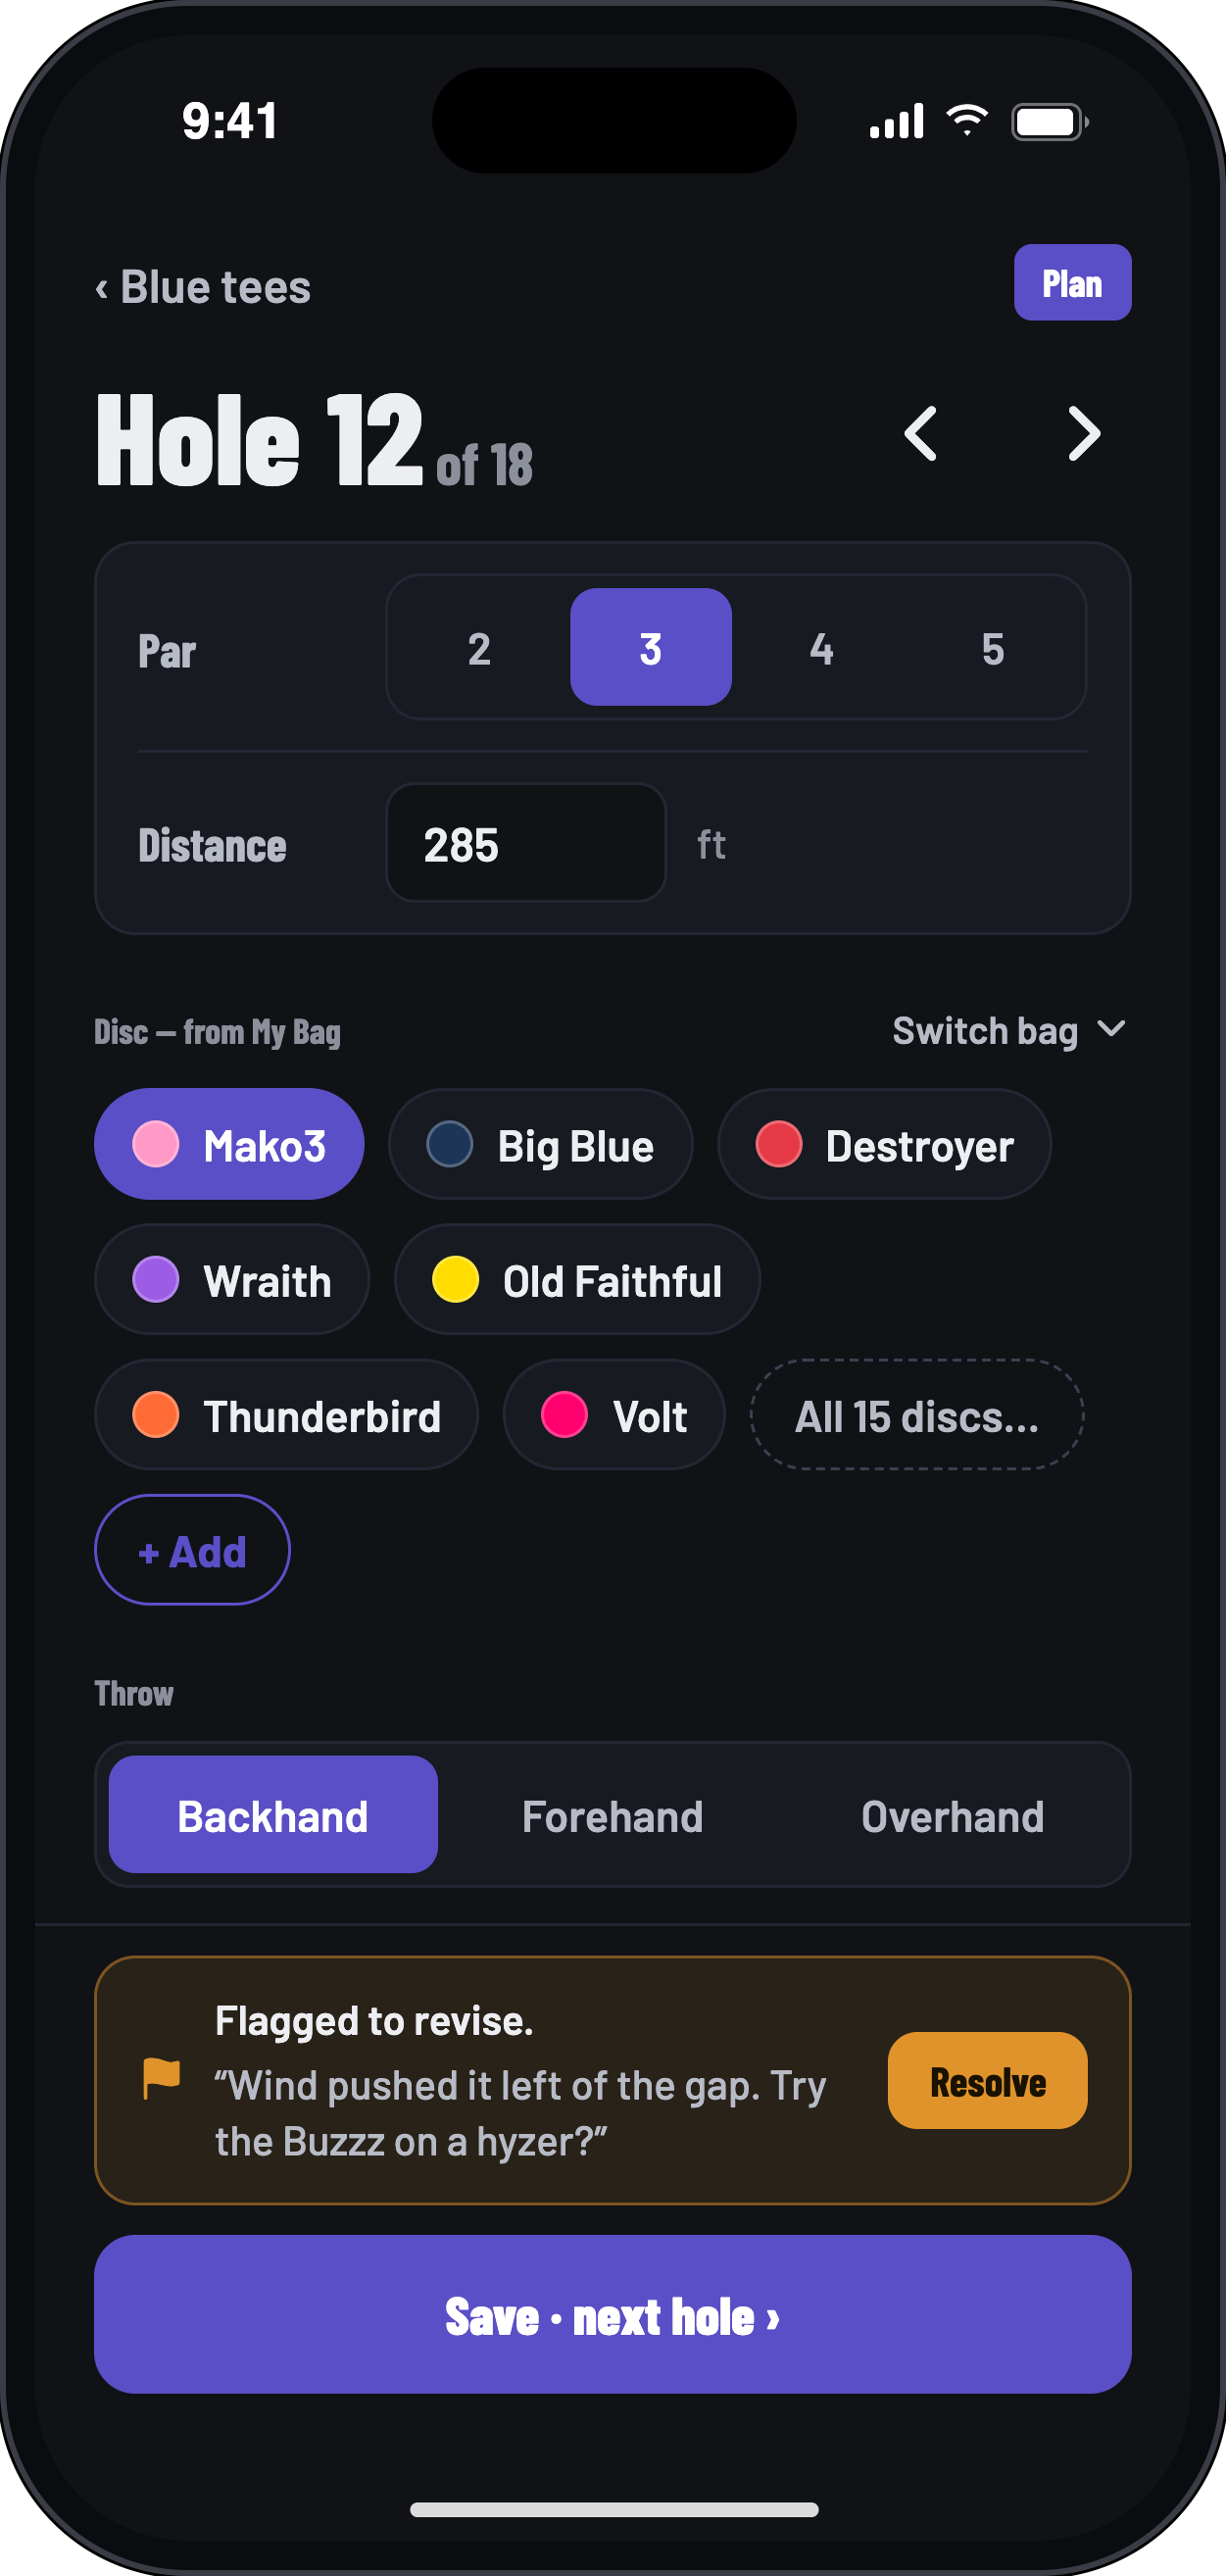 9:41
‹ Blue tees
Plan
Hole 12 of 18
Par
2 3 4 5
Distance
285 ft
Disc – from My Bag
Switch bag
Mako3
Big Blue
Destroyer
Wraith
Old Faithful
Thunderbird
Volt
All 15 discs...
+ Add
Throw
Backhand
Forehand
Overhand
Flagged to revise.
“Wind pushed it left of the gap. Try
the Buzzz on a hyzer?”
Resolve
Save · next hole ›